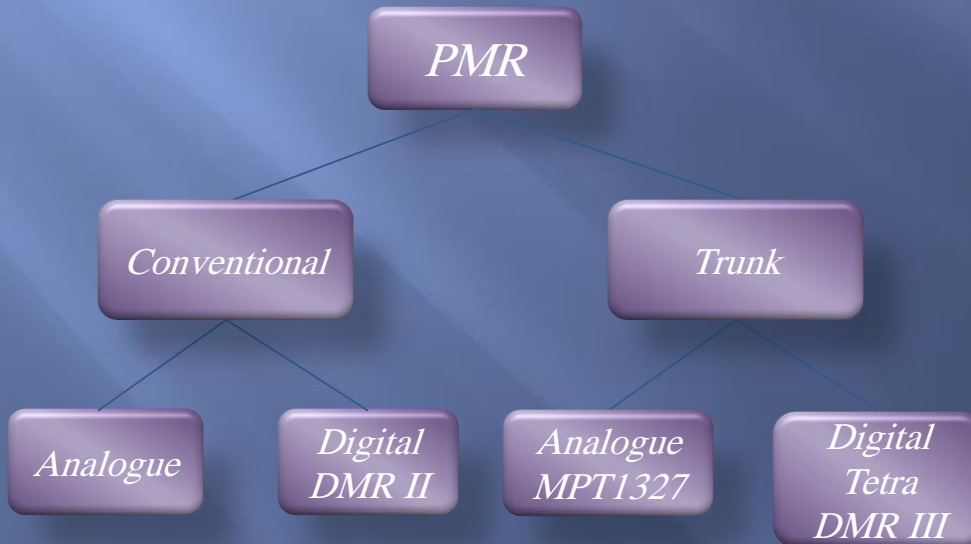 PMR
Conventional
Trunk
Analogue
Digital
DMR II
Analogue
MPT1327
Digital
Tetra
DMR III